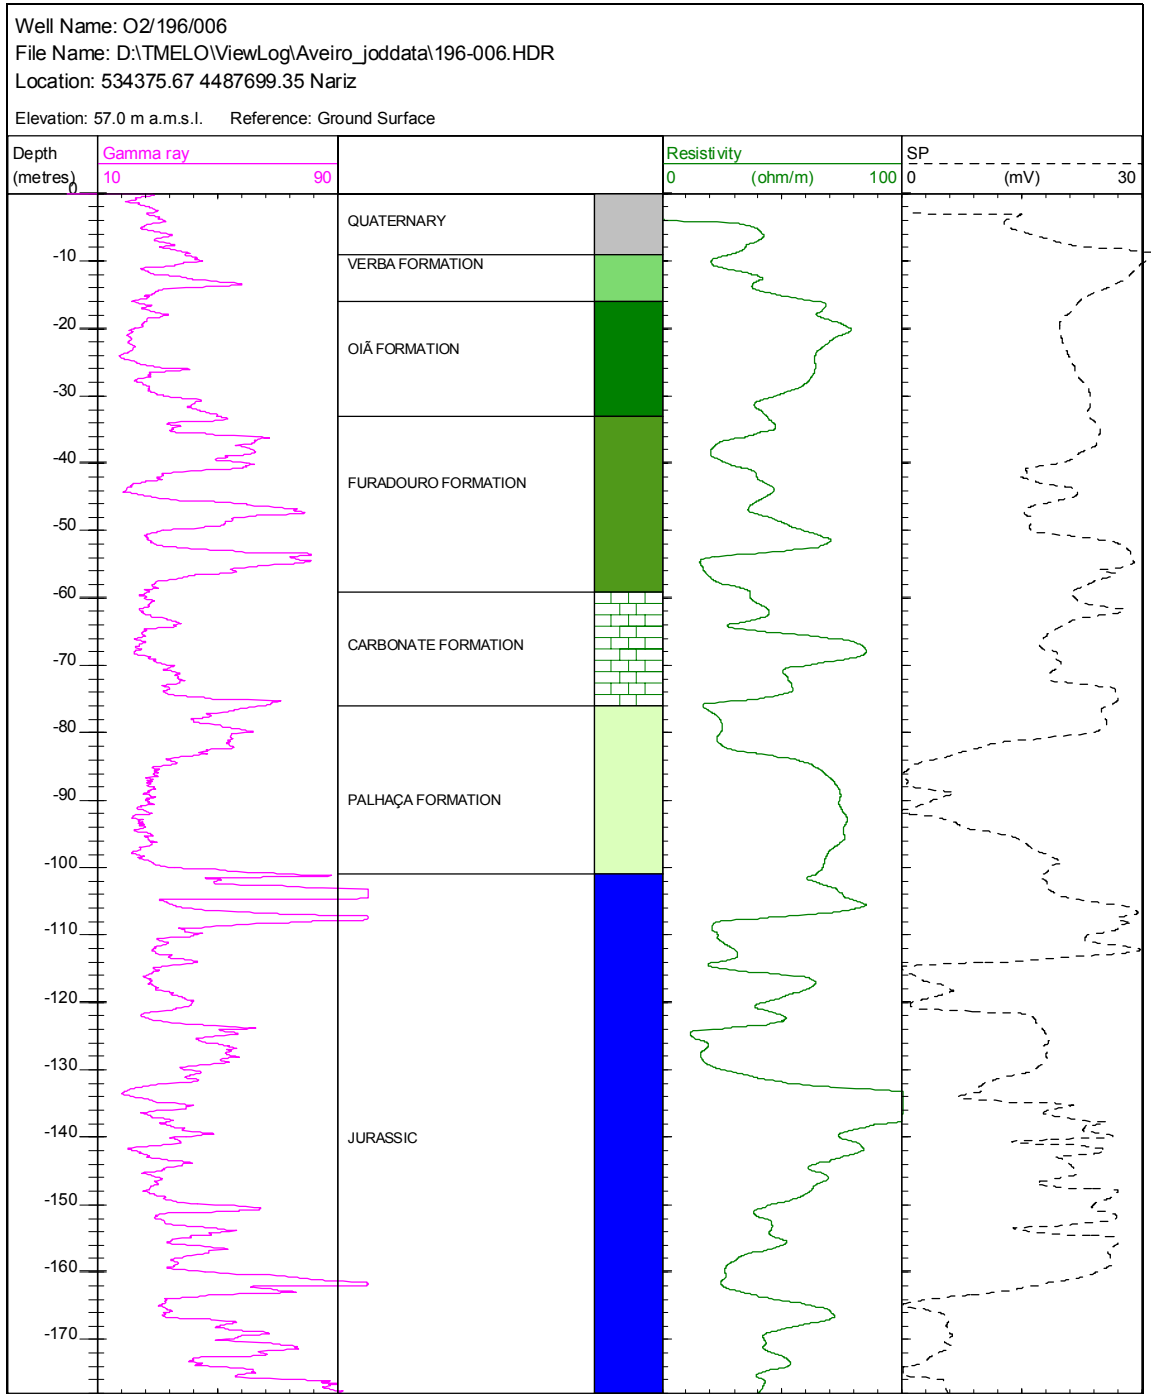 Well Name: O2/196/006
File Name: D:\TMELO\ViewLog\Aveiro_joddata\196-006.HDR
Location: 534375.67 4487699.35 Nariz
Elevation: 57.0 m a.m.s.l. Reference: Ground Surface
Depth Gamma ray Resistivity SP
(metres) 10 90 0 (ohm/m) 100 0 (mV) 30
0
QUATERNARY
-10
VERBA FORMATION
-20
OIÃ FORMATION
-30
-40
FURADOURO FORMATION
-50
-60
CARBONATE FORMATION
-70
-80
-90
PALHAÇA FORMATION
-100
-110
-120
-130
-140
JURASSIC
-150
-160
-170